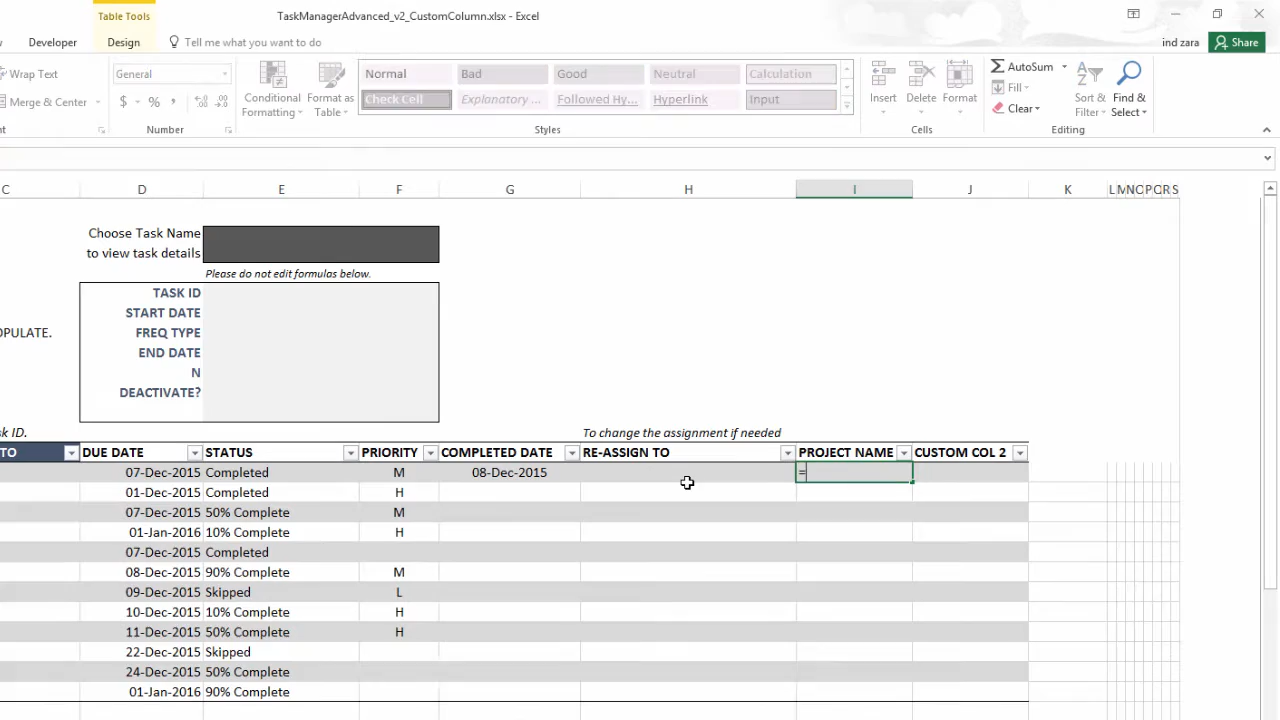 Table Tools
TaskManagerAdvanced_v2_CustomColumn.xlsx - Excel
Developer
Design
Tell me what you want to do
ind zara
Share
Wrap Text
General
Merge & Center
$ % ,
Conditional Formatting
Format as Table
Normal
Bad
Good
Neutral
Calculation
Check Cell
Explanatory ...
Followed Hy...
Hyperlink
Input
Insert
Delete
Format
AutoSum
Fill
Clear
Sort & Filter
Find & Select
Number
Styles
Cells
Editing
C D E F G H I J K L M N O P Q R S
Choose Task Name
to view task details
Please do not edit formulas below.
TASK ID
START DATE
FREQ TYPE
OPULATE.
END DATE
N
DEACTIVATE?
sk ID.
To change the assignment if needed
TO DUE DATE STATUS PRIORITY COMPLETED DATE RE-ASSIGN TO PROJECT NAME CUSTOM COL 2
07-Dec-2015 Completed M 08-Dec-2015 =
01-Dec-2015 Completed H
07-Dec-2015 50% Complete M
01-Jan-2016 10% Complete H
07-Dec-2015 Completed
08-Dec-2015 90% Complete M
09-Dec-2015 Skipped L
10-Dec-2015 10% Complete H
11-Dec-2015 50% Complete H
22-Dec-2015 Skipped
24-Dec-2015 50% Complete
01-Jan-2016 90% Complete